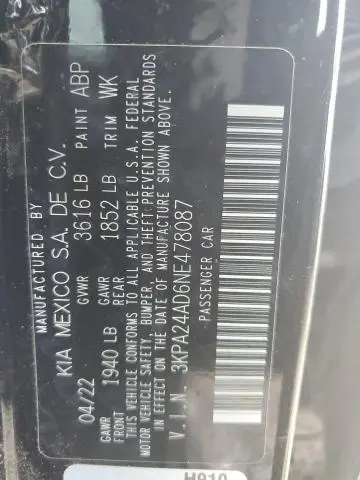 MANUFACTURED BY
KIA MEXICO S.A. DE C.V.
04/22 GVWR 3616 LB PAINT ABP
GAWR FRONT 1940 LB GAWR REAR 1852 LB TRIM WK
THIS VEHICLE CONFORMS TO ALL APPLICABLE U.S.A. FEDERAL
MOTOR VEHICLE SAFETY, BUMPER, AND THEFT PREVENTION STANDARDS
IN EFFECT ON THE DATE OF MANUFACTURE SHOWN ABOVE.
V.I.N. 3KPA24AD6NE478087
PASSENGER CAR
H910